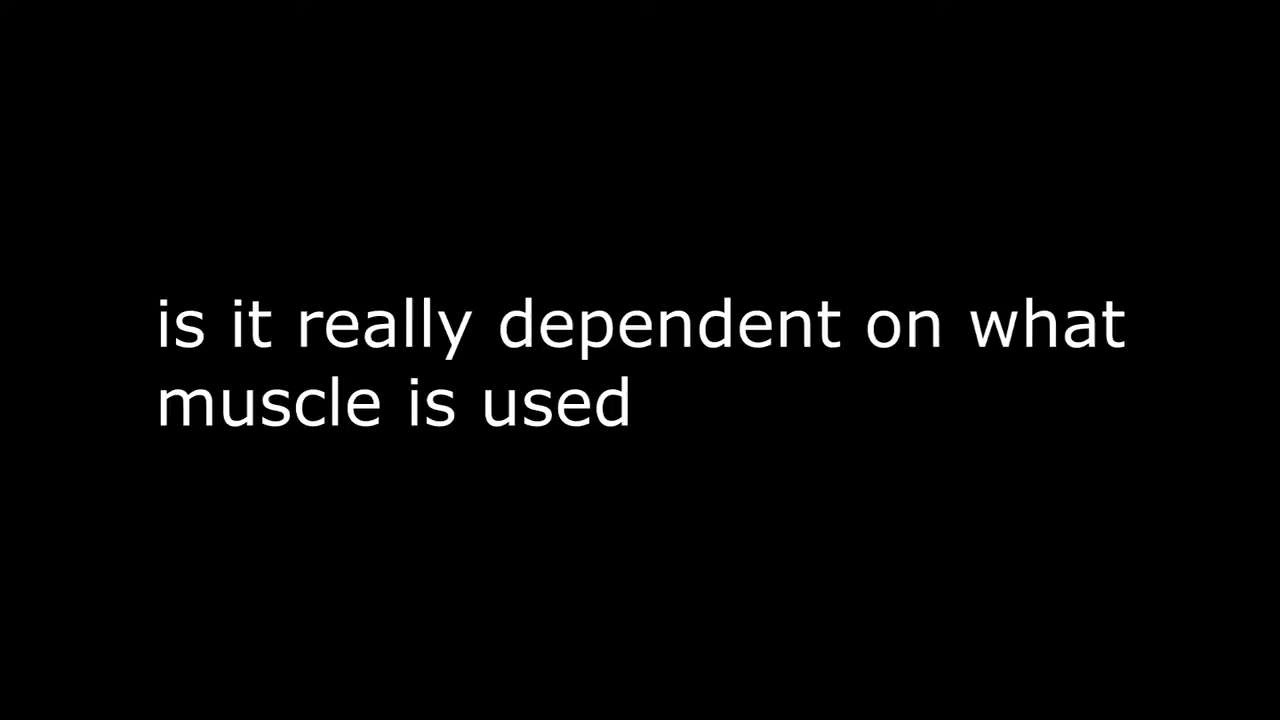 is it really dependent on what
muscle is used